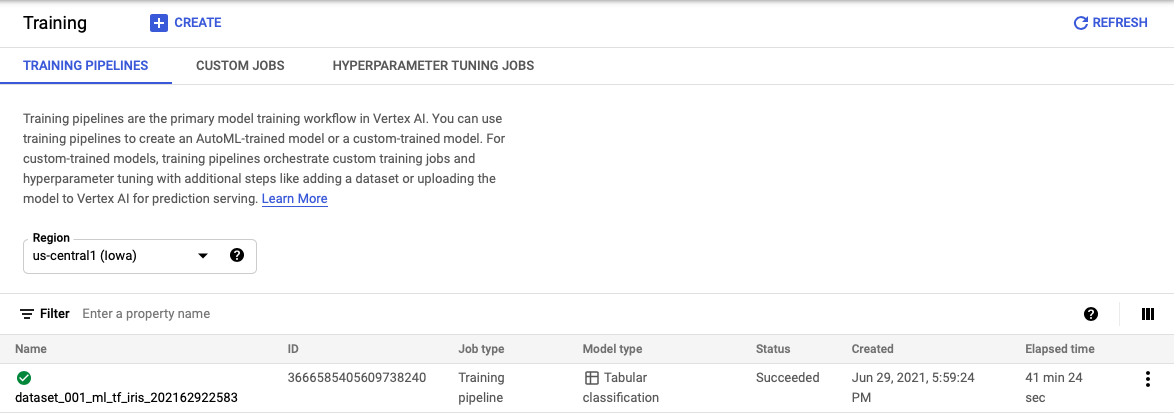 Training CREATE REFRESH
TRAINING PIPELINES CUSTOM JOBS HYPERPARAMETER TUNING JOBS
Training pipelines are the primary model training workflow in Vertex AI. You can use
training pipelines to create an AutoML-trained model or a custom-trained model. For
custom-trained models, training pipelines orchestrate custom training jobs and
hyperparameter tuning with additional steps like adding a dataset or uploading the
model to Vertex AI for prediction serving. Learn More
Region
us-central1 (Iowa)
Filter Enter a property name
Name ID Job type Model type Status Created Elapsed time
3666585405609738240 Training Tabular Succeeded Jun 29, 2021, 5:59:24 41 min 24
dataset_001_ml_tf_iris_202162922583 pipeline classification PM sec